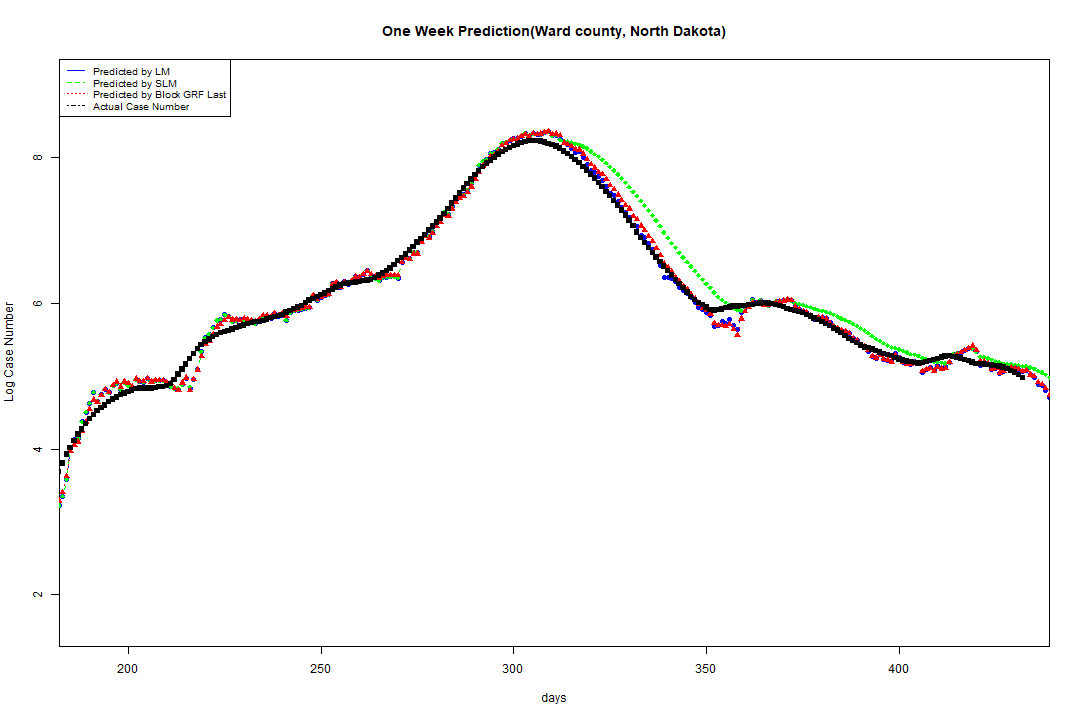 One Week Prediction(Ward county, North Dakota)
Predicted by LM
Predicted by SLM
Predicted by Block GRF Last
Actual Case Number
Log Case Number
8
6
4
2
200 250 300 350 400
days